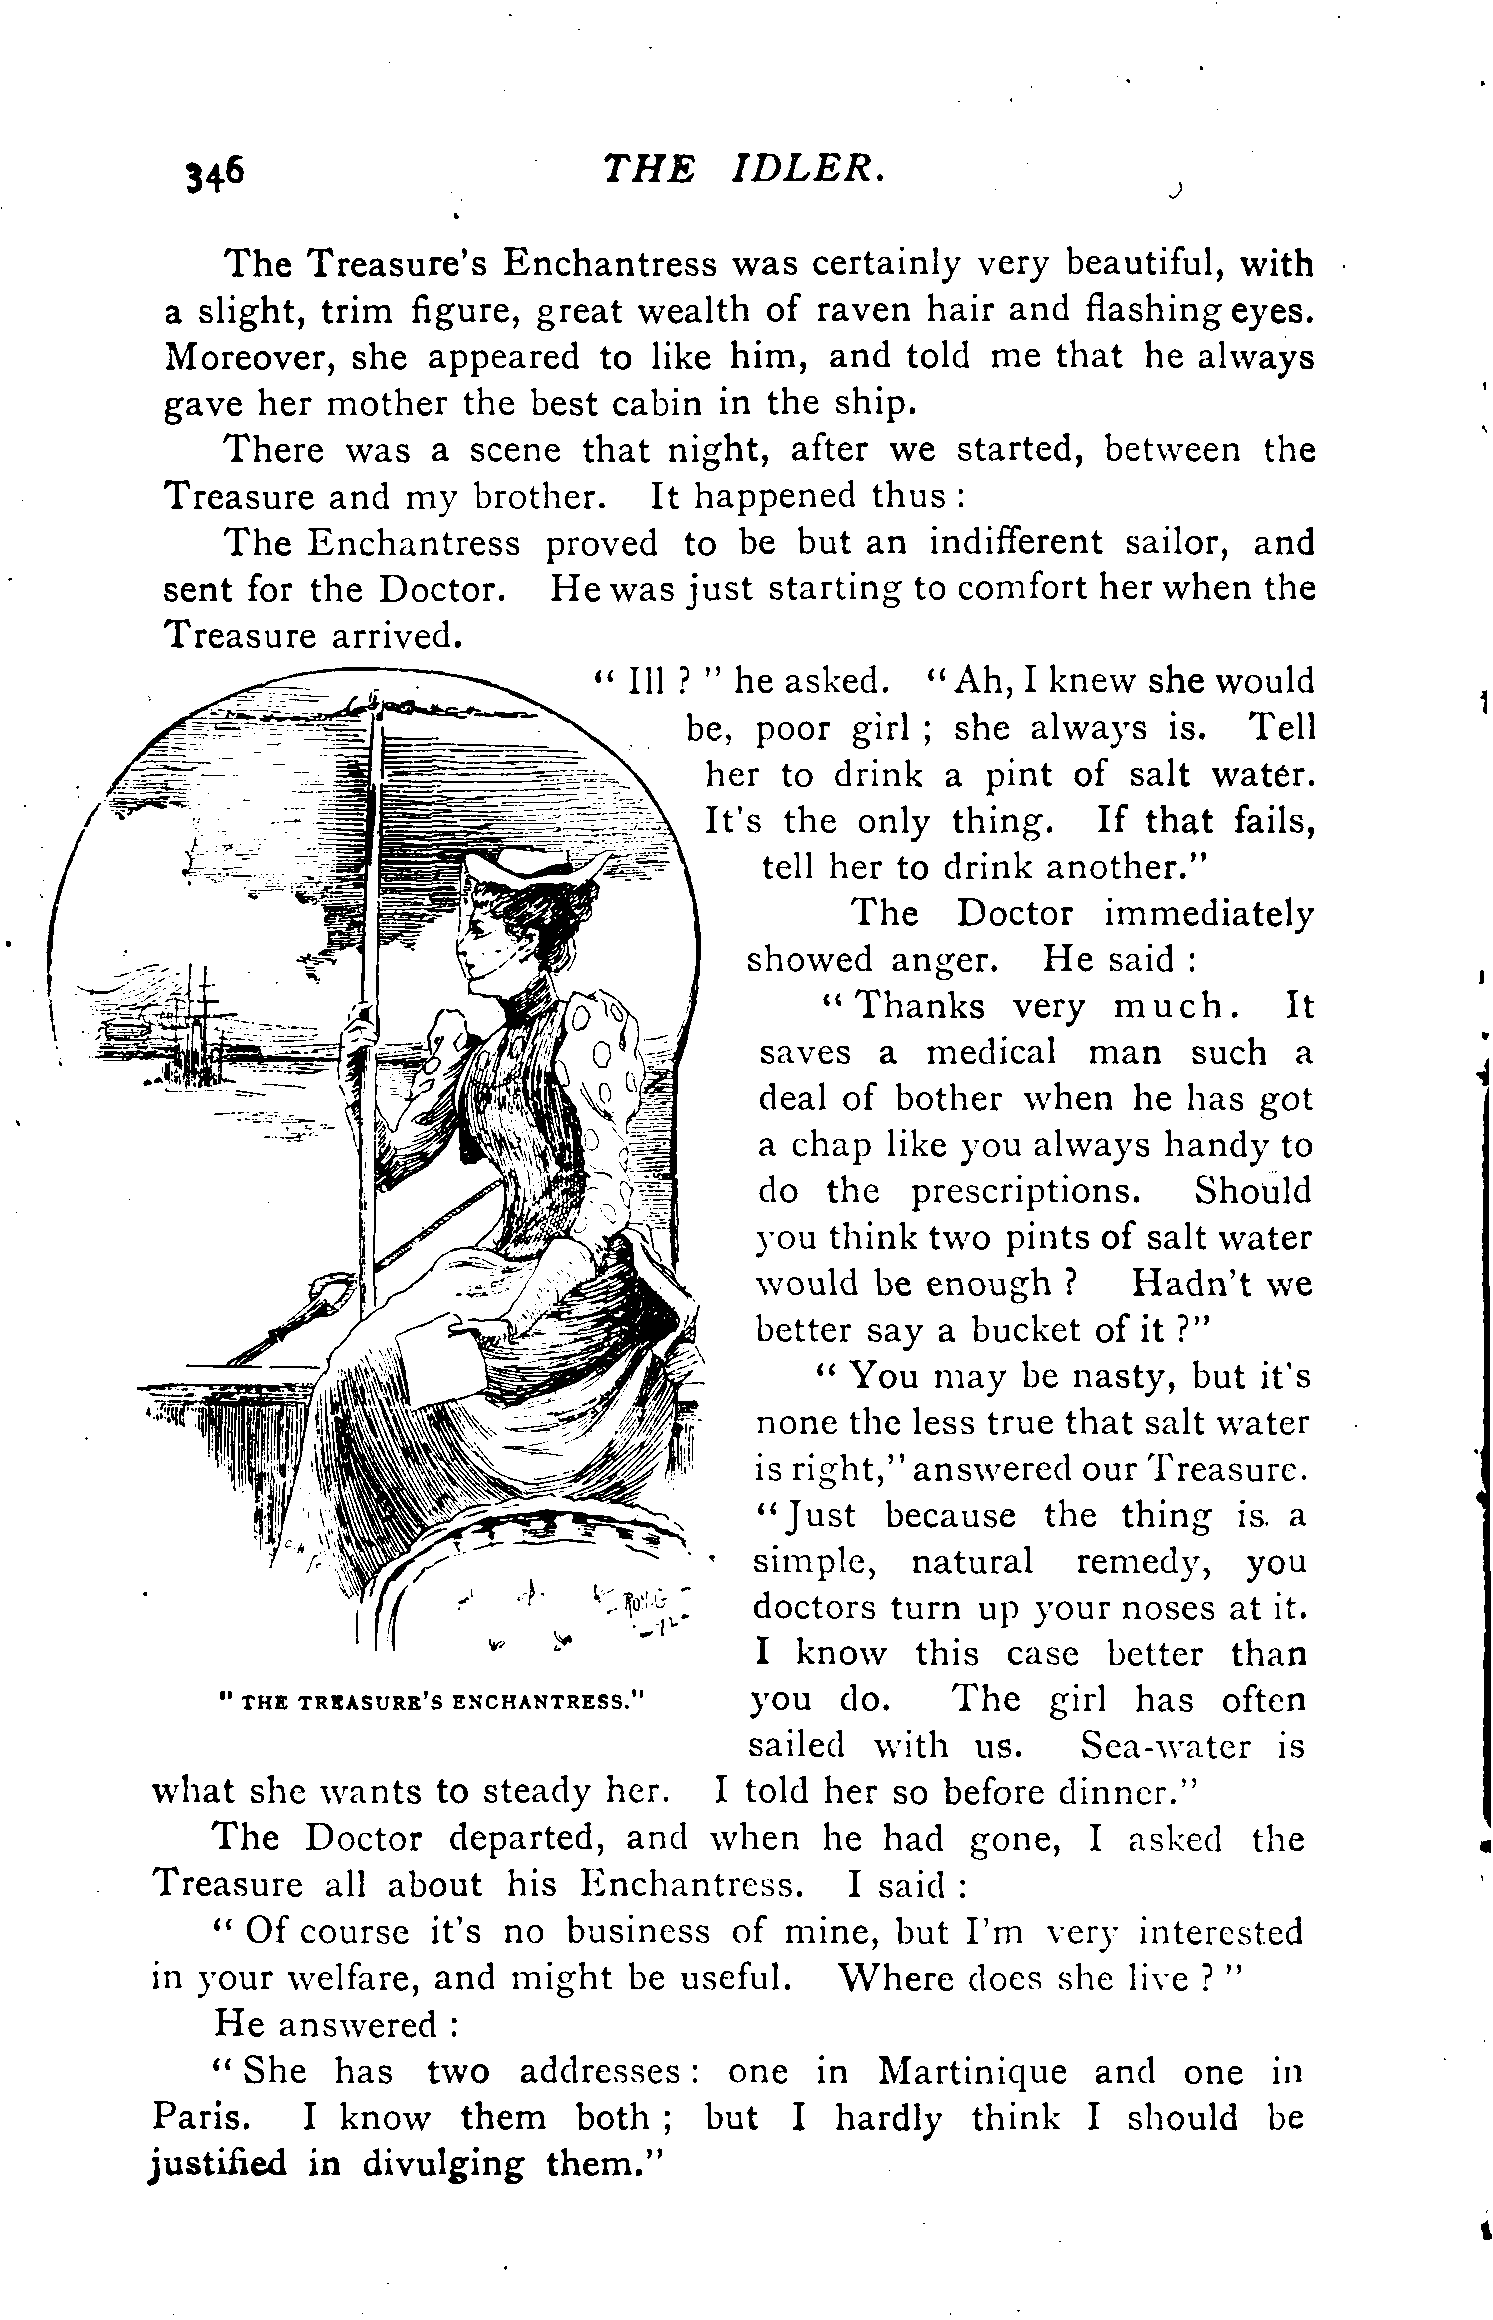 346 THE IDLER.
The Treasure's Enchantress was certainly very beautiful, with
a slight, trim figure, great wealth of raven hair and flashing eyes.
Moreover, she appeared to like him, and told me that he always
gave her mother the best cabin in the ship.
There was a scene that night, after we started, between the
Treasure and my brother. It happened thus :
The Enchantress proved to be but an indifferent sailor, and
sent for the Doctor. He was just starting to comfort her when the
Treasure arrived.
“ Ill ? ” he asked. “Ah, I knew she would
be, poor girl ; she always is. Tell
her to drink a pint of salt water.
It's the only thing. If that fails,
tell her to drink another.”
The Doctor immediately
showed anger. He said :
“ Thanks very much. It
saves a medical man such a
deal of bother when he has got
a chap like you always handy to
do the prescriptions. Should
you think two pints of salt water
would be enough ? Hadn't we
better say a bucket of it ?”
“ You may be nasty, but it's
none the less true that salt water
is right,” answered our Treasure.
“Just because the thing is a
simple, natural remedy, you
doctors turn up your noses at it.
I know this case better than
you do. The girl has often
sailed with us. Sea-water is
"THE TREASURE'S ENCHANTRESS."
what she wants to steady her. I told her so before dinner.”
The Doctor departed, and when he had gone, I asked the
Treasure all about his Enchantress. I said :
“ Of course it's no business of mine, but I'm very interested
in your welfare, and might be useful. Where does she live ? ”
He answered :
“ She has two addresses : one in Martinique and one in
Paris. I know them both ; but I hardly think I should be
justified in divulging them.”